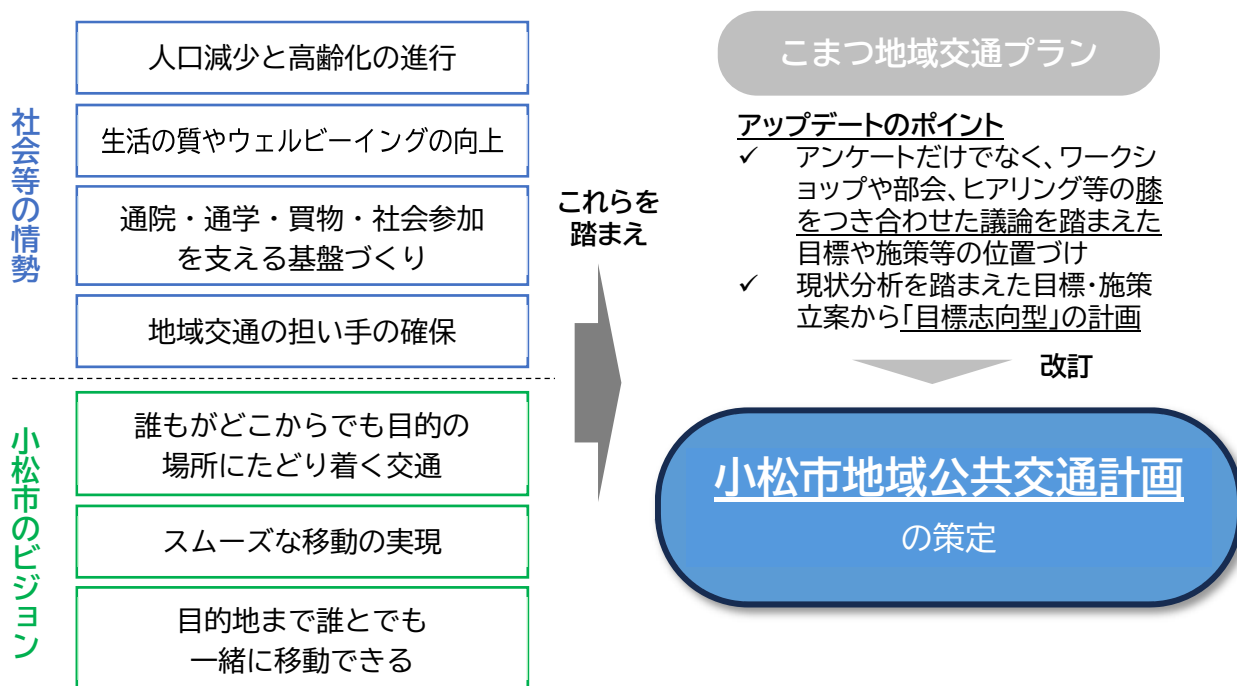 社会等の情勢
人口減少と高齢化の進行
生活の質やウェルビーイングの向上
通院・通学・買物・社会参加
を支える基盤づくり
地域交通の担い手の確保
小松市のビジョン
誰もがどこからでも目的の
場所にたどり着く交通
スムーズな移動の実現
目的地まで誰とでも
一緒に移動できる
これらを
踏まえ
こまつ地域交通プラン
アップデートのポイント
✓ アンケートだけでなく、ワークシ
ョップや部会、ヒアリング等の膝
をつき合わせた議論を踏まえた
目標や施策等の位置づけ
✓ 現状分析を踏まえた目標・施策
立案から「目標志向型」の計画
改訂
小松市地域公共交通計画
の策定